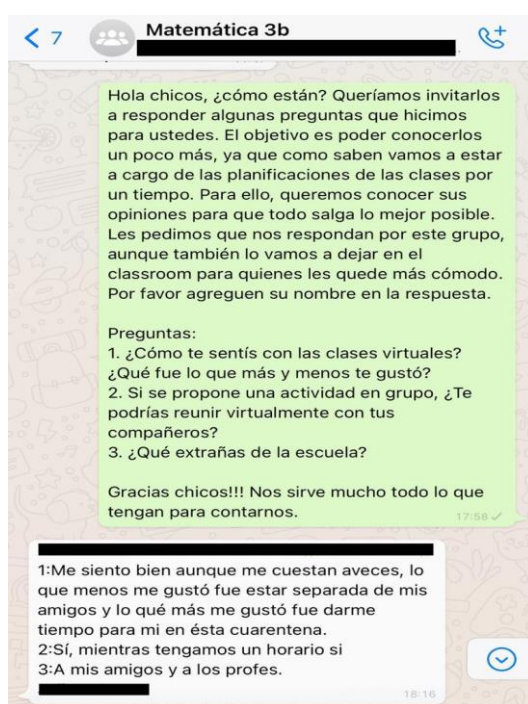 7
Matemática 3b
Hola chicos, ¿cómo están? Queríamos invitarlos
a responder algunas preguntas que hicimos
para ustedes. El objetivo es poder conocerlos
un poco más, ya que como saben vamos a estar
a cargo de las planificaciones de las clases por
un tiempo. Para ello, queremos conocer sus
opiniones para que todo salga lo mejor posible.
Les pedimos que nos respondan por este grupo,
aunque también lo vamos a dejar en el
classroom para quienes les quede más cómodo.
Por favor agreguen su nombre en la respuesta.
Preguntas:
1. ¿Cómo te sentís con las clases virtuales?
¿Qué fue lo que más y menos te gustó?
2. Si se propone una actividad en grupo, ¿Te
podrías reunir virtualmente con tus
compañeros?
3. ¿Qué extrañas de la escuela?
Gracias chicos!!! Nos sirve mucho todo lo que
tengan para contarnos.
17:58
1:Me siento bien aunque me cuestan aveces, lo
que menos me gustó fue estar separada de mis
amigos y lo qué más me gustó fue darme
tiempo para mi en ésta cuarentena.
2:Sí, mientras tengamos un horario si
3:A mis amigos y a los profes.
18:16